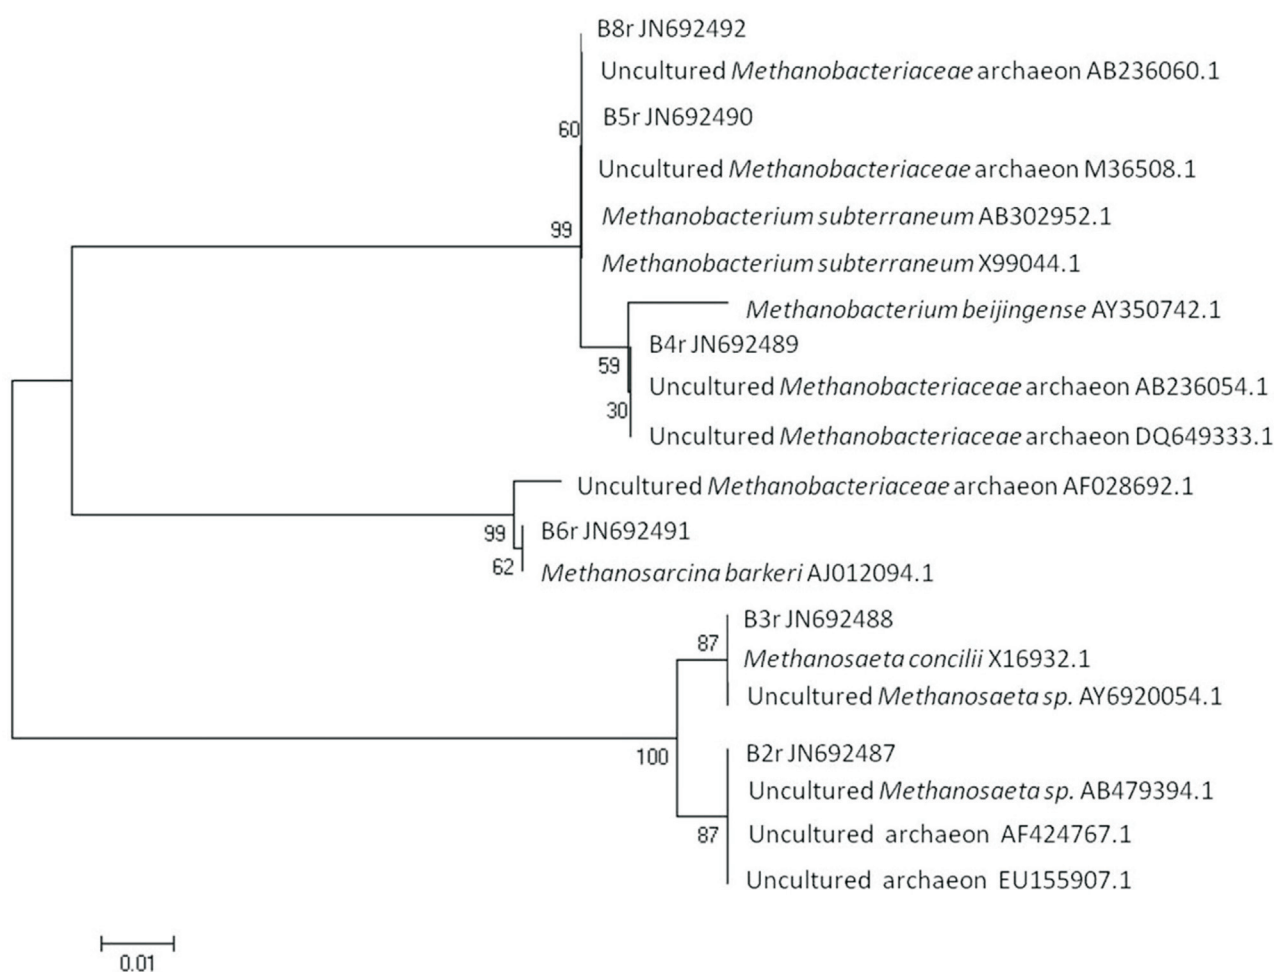 B8r JN692492
Uncultured Methanobacteriaceae archaeon AB236060.1
B5r JN692490
60
Uncultured Methanobacteriaceae archaeon M36508.1
Methanobacterium subterraneum AB302952.1
99
Methanobacterium subterraneum X99044.1
Methanobacterium beijingense AY350742.1
B4r JN692489
59
Uncultured Methanobacteriaceae archaeon AB236054.1
30
Uncultured Methanobacteriaceae archaeon DQ649333.1
Uncultured Methanobacteriaceae archaeon AF028692.1
99
B6r JN692491
62
Methanosarcina barkeri AJ012094.1
B3r JN692488
87
Methanosaeta concilii X16932.1
Uncultured Methanosaeta sp. AY6920054.1
100
B2r JN692487
Uncultured Methanosaeta sp. AB479394.1
87
Uncultured archaeon AF424767.1
Uncultured archaeon EU155907.1
0.01